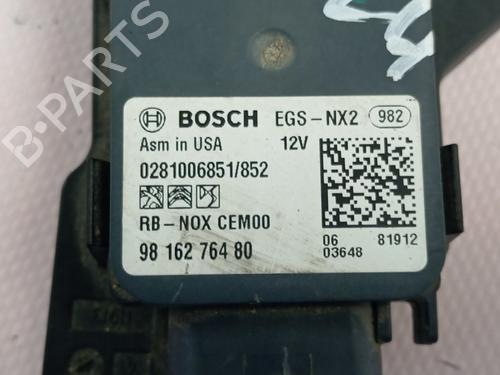 BOSCH EGS-NX2 982
Asm in USA 12V
0281006851/852
RB-NOX CEM00
98 162 764 80
06 81912
03648
B-PARTS